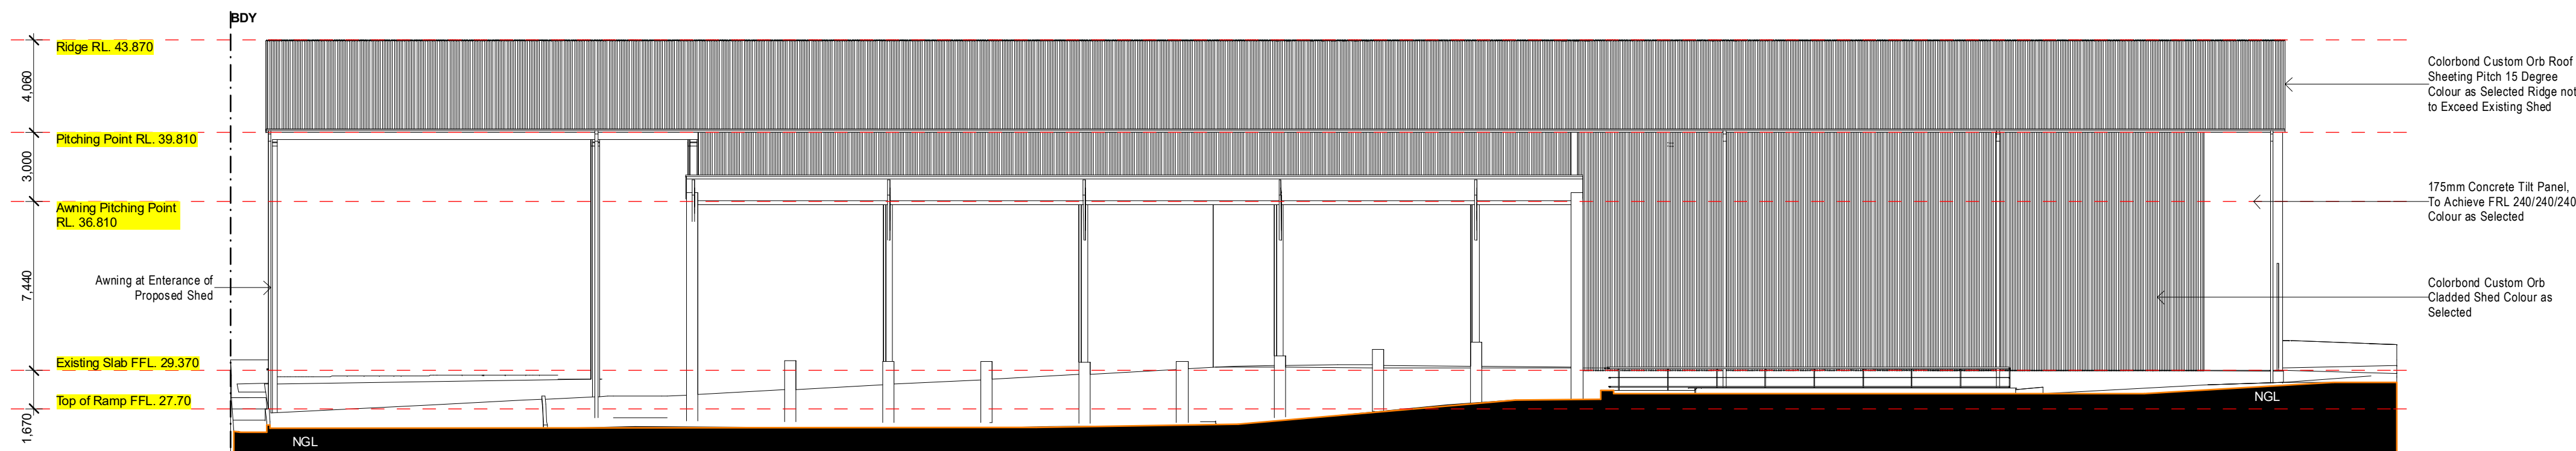 BDY
Ridge RL. 43.870
4,060
Pitching Point RL. 39.810
3,000
Awning Pitching Point
RL. 36.810
7,440
Awning at Enterance of
Proposed Shed
Existing Slab FFL. 29.370
Top of Ramp FFL. 27.70
1,670
NGL
NGL
Colorbond Custom Orb Roof
Sheeting Pitch 15 Degree
Colour as Selected Ridge not
to Exceed Existing Shed
175mm Concrete Tilt Panel,
To Achieve FRL 240/240/240
Colour as Selected
Colorbond Custom Orb
Cladded Shed Colour as
Selected